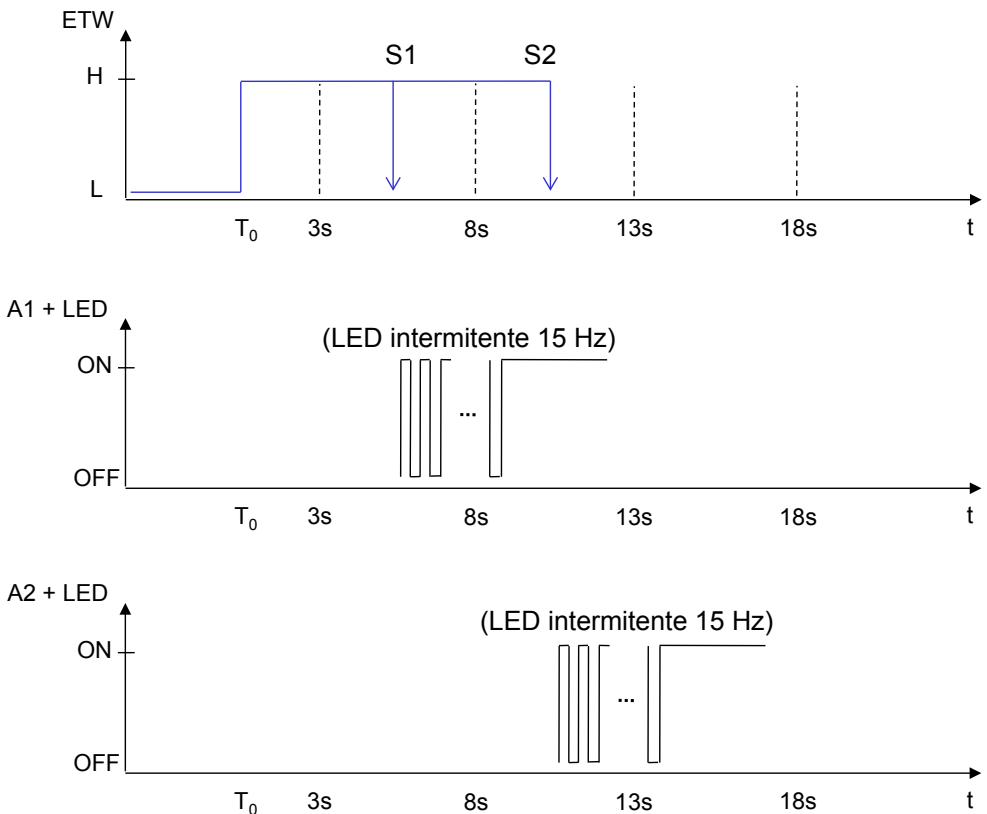 ETW
S1 S2
H
L
T₀ 3s 8s 13s 18s t
A1 + LED
(LED intermitente 15 Hz)
ON
...
OFF
T₀ 3s 8s 13s 18s t
A2 + LED
(LED intermitente 15 Hz)
ON
...
OFF
T₀ 3s 8s 13s 18s t